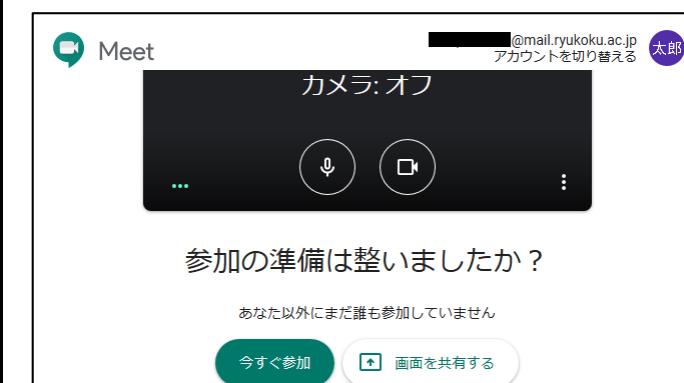 Meet
@mail.ryukoku.ac.jp
アカウントを切り替える
太郎
カメラ: オフ
参加の準備は整いましたか？
あなた以外にまだ誰も参加していません
今すぐ参加
画面を共有する